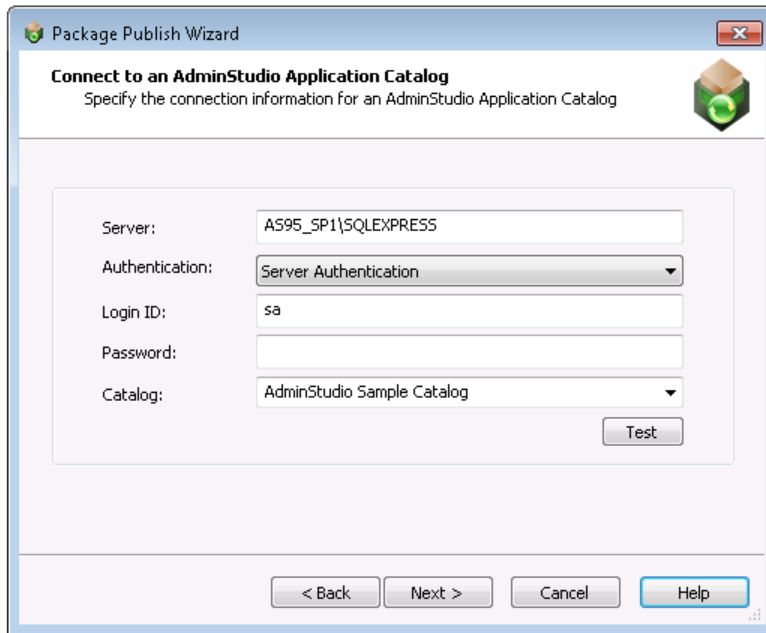 Package Publish Wizard
Connect to an AdminStudio Application Catalog
Specify the connection information for an AdminStudio Application Catalog
Server: AS95_SP1\SQLEXPRESS
Authentication: Server Authentication
Login ID: sa
Password:
Catalog: AdminStudio Sample Catalog
Test
< Back Next > Cancel Help